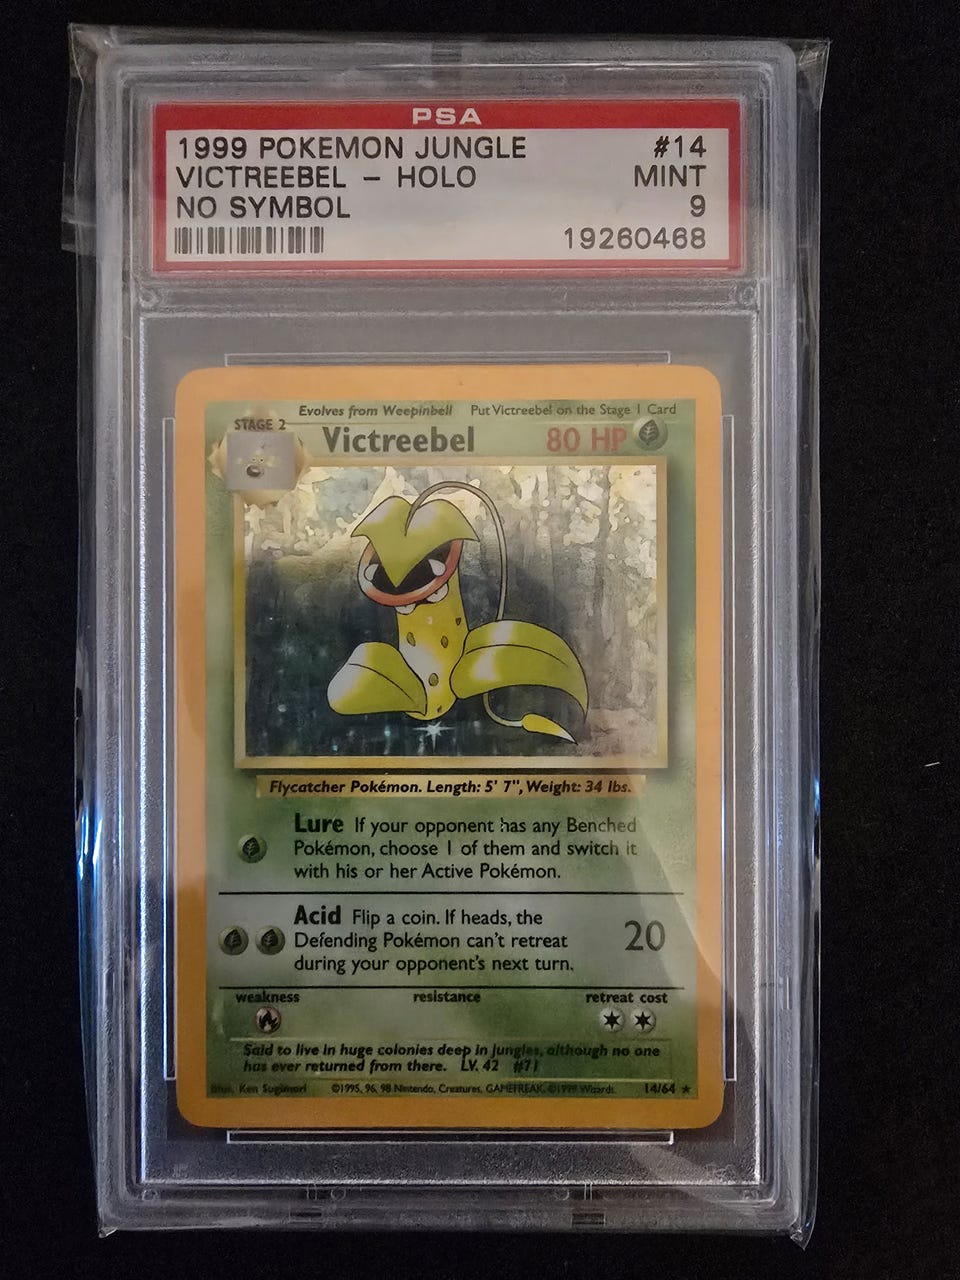 PSA
1999 POKEMON JUNGLE #14
VICTREEBEL - HOLO MINT
NO SYMBOL 9
19260468
Evolves from Weepinbell Put Victreebel on the Stage 1 Card
STAGE 2
Victreebel 80 HP
Flycatcher Pokémon. Length: 5' 7", Weight: 34 lbs.
Lure If your opponent has any Benched
Pokémon, choose 1 of them and switch it
with his or her Active Pokémon.
Acid Flip a coin. If heads, the
Defending Pokémon can't retreat 20
during your opponent's next turn.
weakness resistance retreat cost
Said to live in huge colonies deep in jungles, although no one
has ever returned from there. LV. 42 #71
Illus. Ken Sugimori ©1995, 96, 98 Nintendo, Creatures, GAMEFREAK. ©1999 Wizards. 14/64 ★